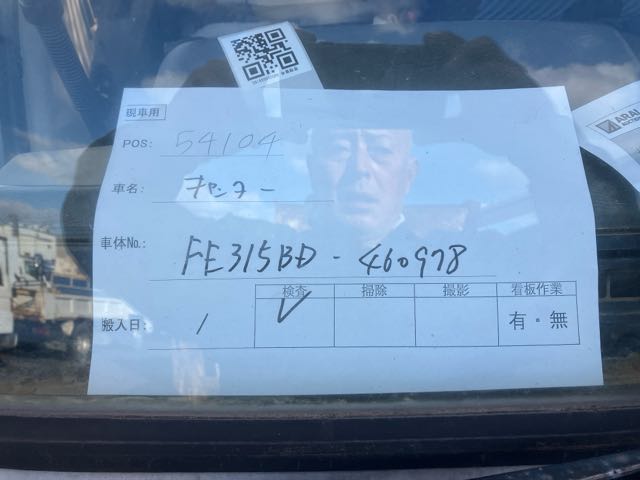 現車用
POS: 54104
車名: キャンター
車体No.: FE315BD-460978
検査 掃除 撮影 看板作業
搬入日: 1 ✓ 有・無
ARAI